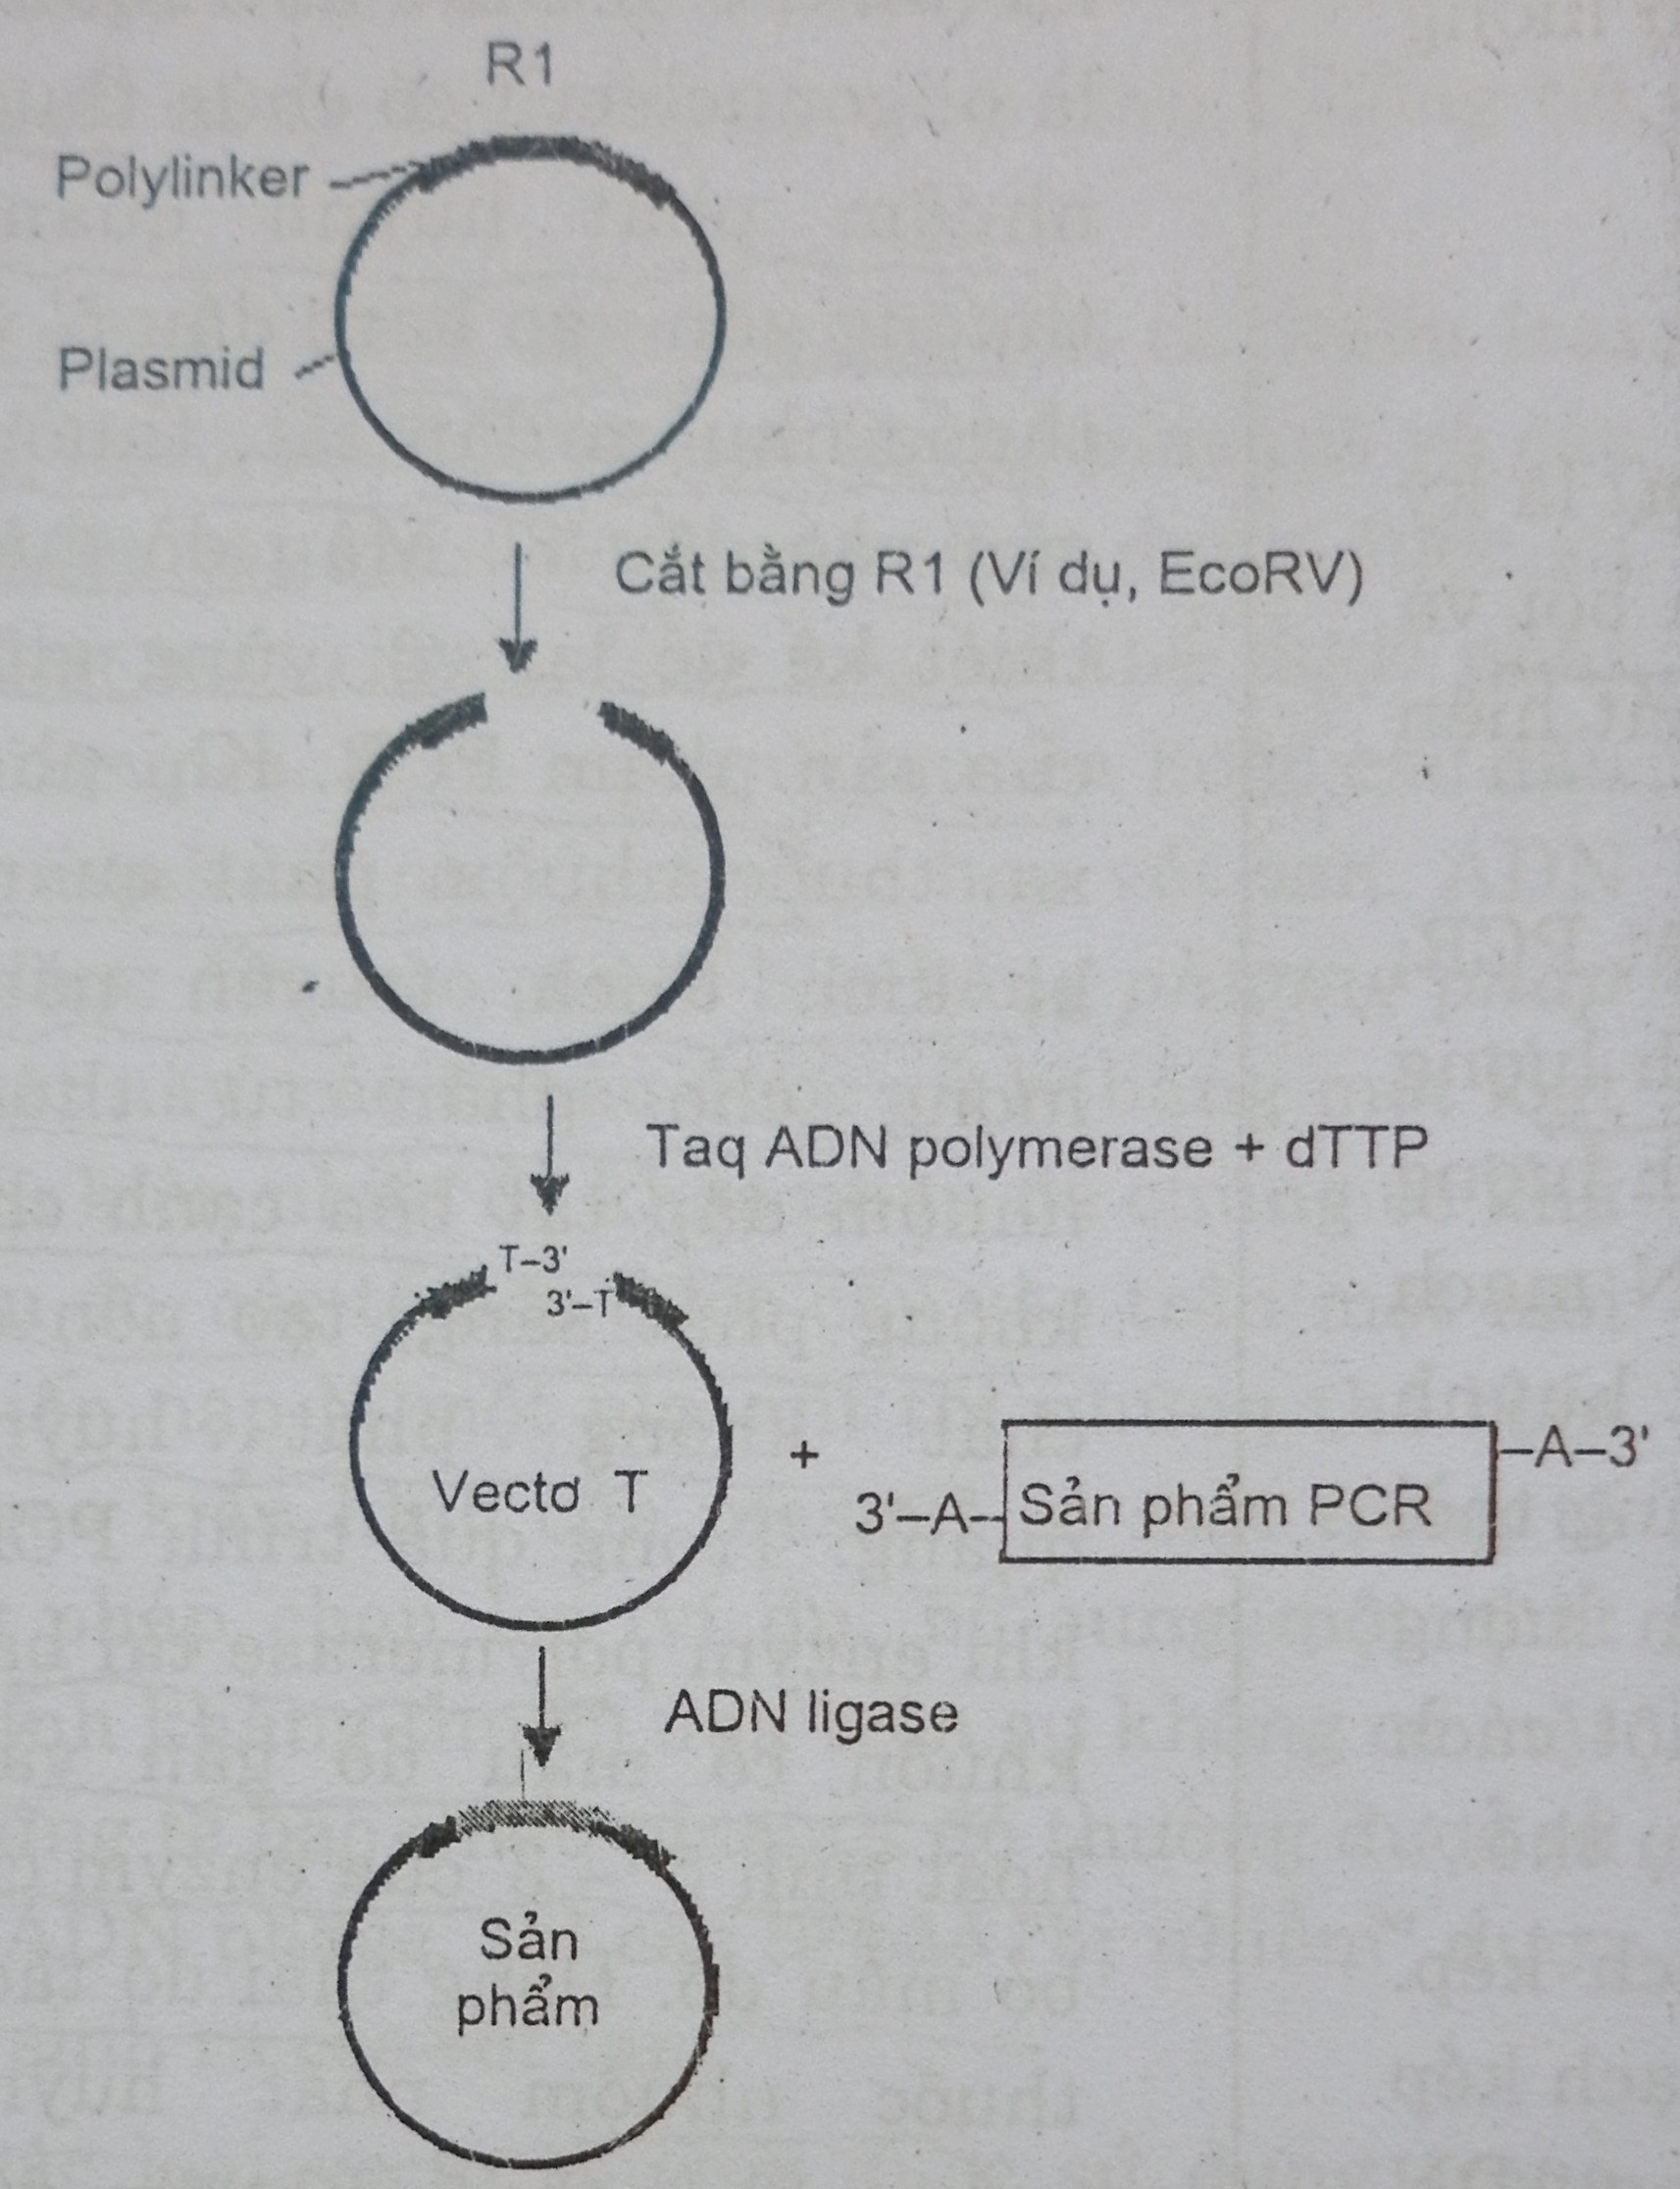 R1
Polylinker
Plasmid
Cắt bằng R1 (Ví dụ, EcoRV)
Taq ADN polymerase + dTTP
T–3'
3'–T
Vectơ T
+
–A–3'
3'–A–
Sản phẩm PCR
ADN ligase
Sản
phẩm